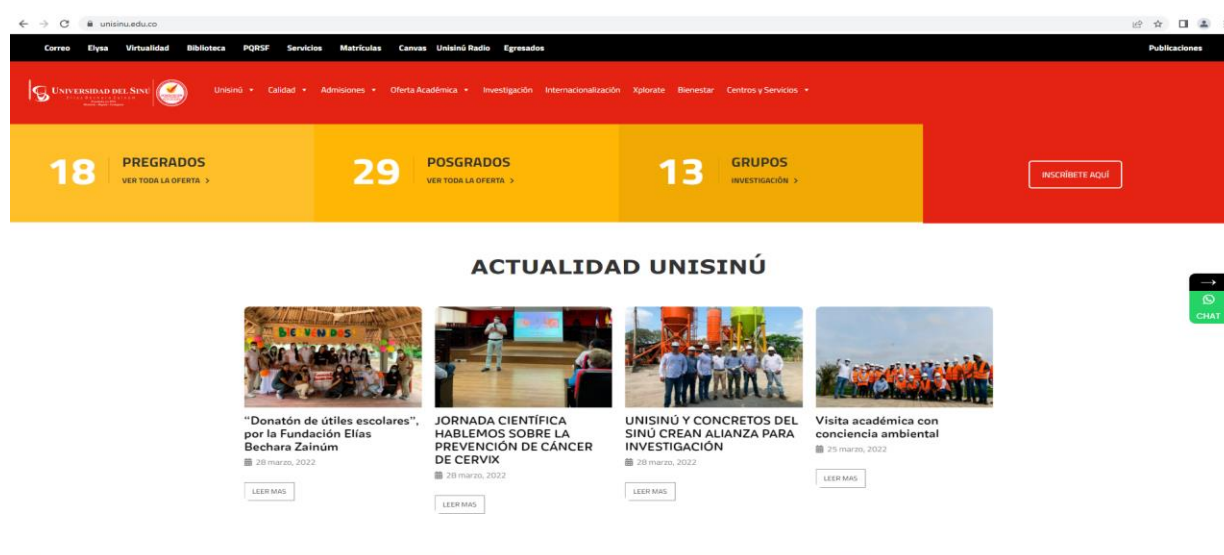 unisinu.edu.co
Correo Elysa Virtualidad Biblioteca PQRSF Servicios Matrículas Canvas Unisinú Radio Egresados Publicaciones
UNIVERSIDAD DEL SINÚ
Elías Bechara Zainúm
Unisinú Calidad Admisiones Oferta Académica Investigación Internacionalización Xplorate Bienestar Centros y Servicios
18 PREGRADOS
VER TODA LA OFERTA >
29 POSGRADOS
VER TODA LA OFERTA >
13 GRUPOS
INVESTIGACIÓN >
INSCRÍBETE AQUÍ
ACTUALIDAD UNISINÚ
CHAT
BIENVENIDOS
“Donatón de útiles escolares”,
por la Fundación Elías
Bechara Zainúm
28 marzo, 2022
LEER MAS
JORNADA CIENTÍFICA
HABLEMOS SOBRE LA
PREVENCIÓN DE CÁNCER
DE CERVIX
28 marzo, 2022
LEER MAS
UNISINÚ Y CONCRETOS DEL
SINÚ CREAN ALIANZA PARA
INVESTIGACIÓN
28 marzo, 2022
LEER MAS
Visita académica con
conciencia ambiental
25 marzo, 2022
LEER MAS